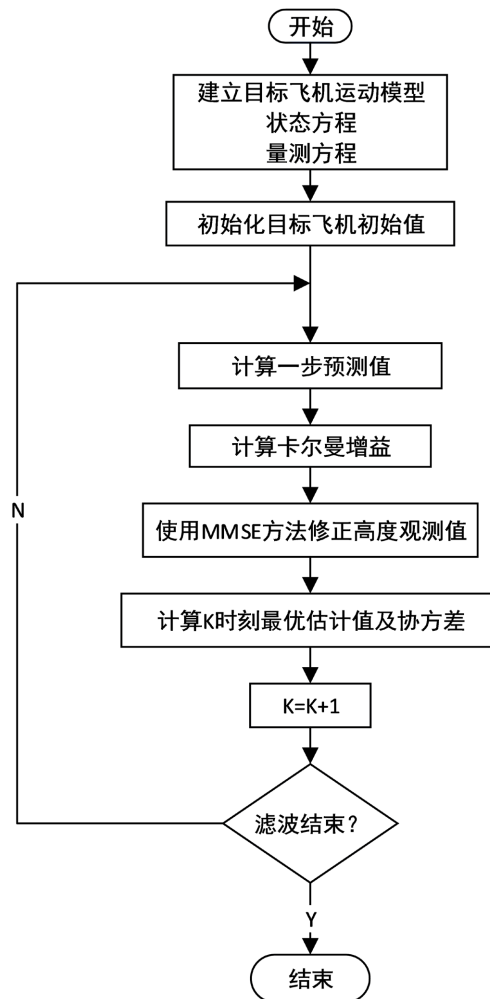 开始
建立目标飞机运动模型
状态方程
量测方程
初始化目标飞机初始值
计算一步预测值
计算卡尔曼增益
N
使用MMSE方法修正高度观测值
计算K时刻最优估计值及协方差
K=K+1
滤波结束？
Y
结束